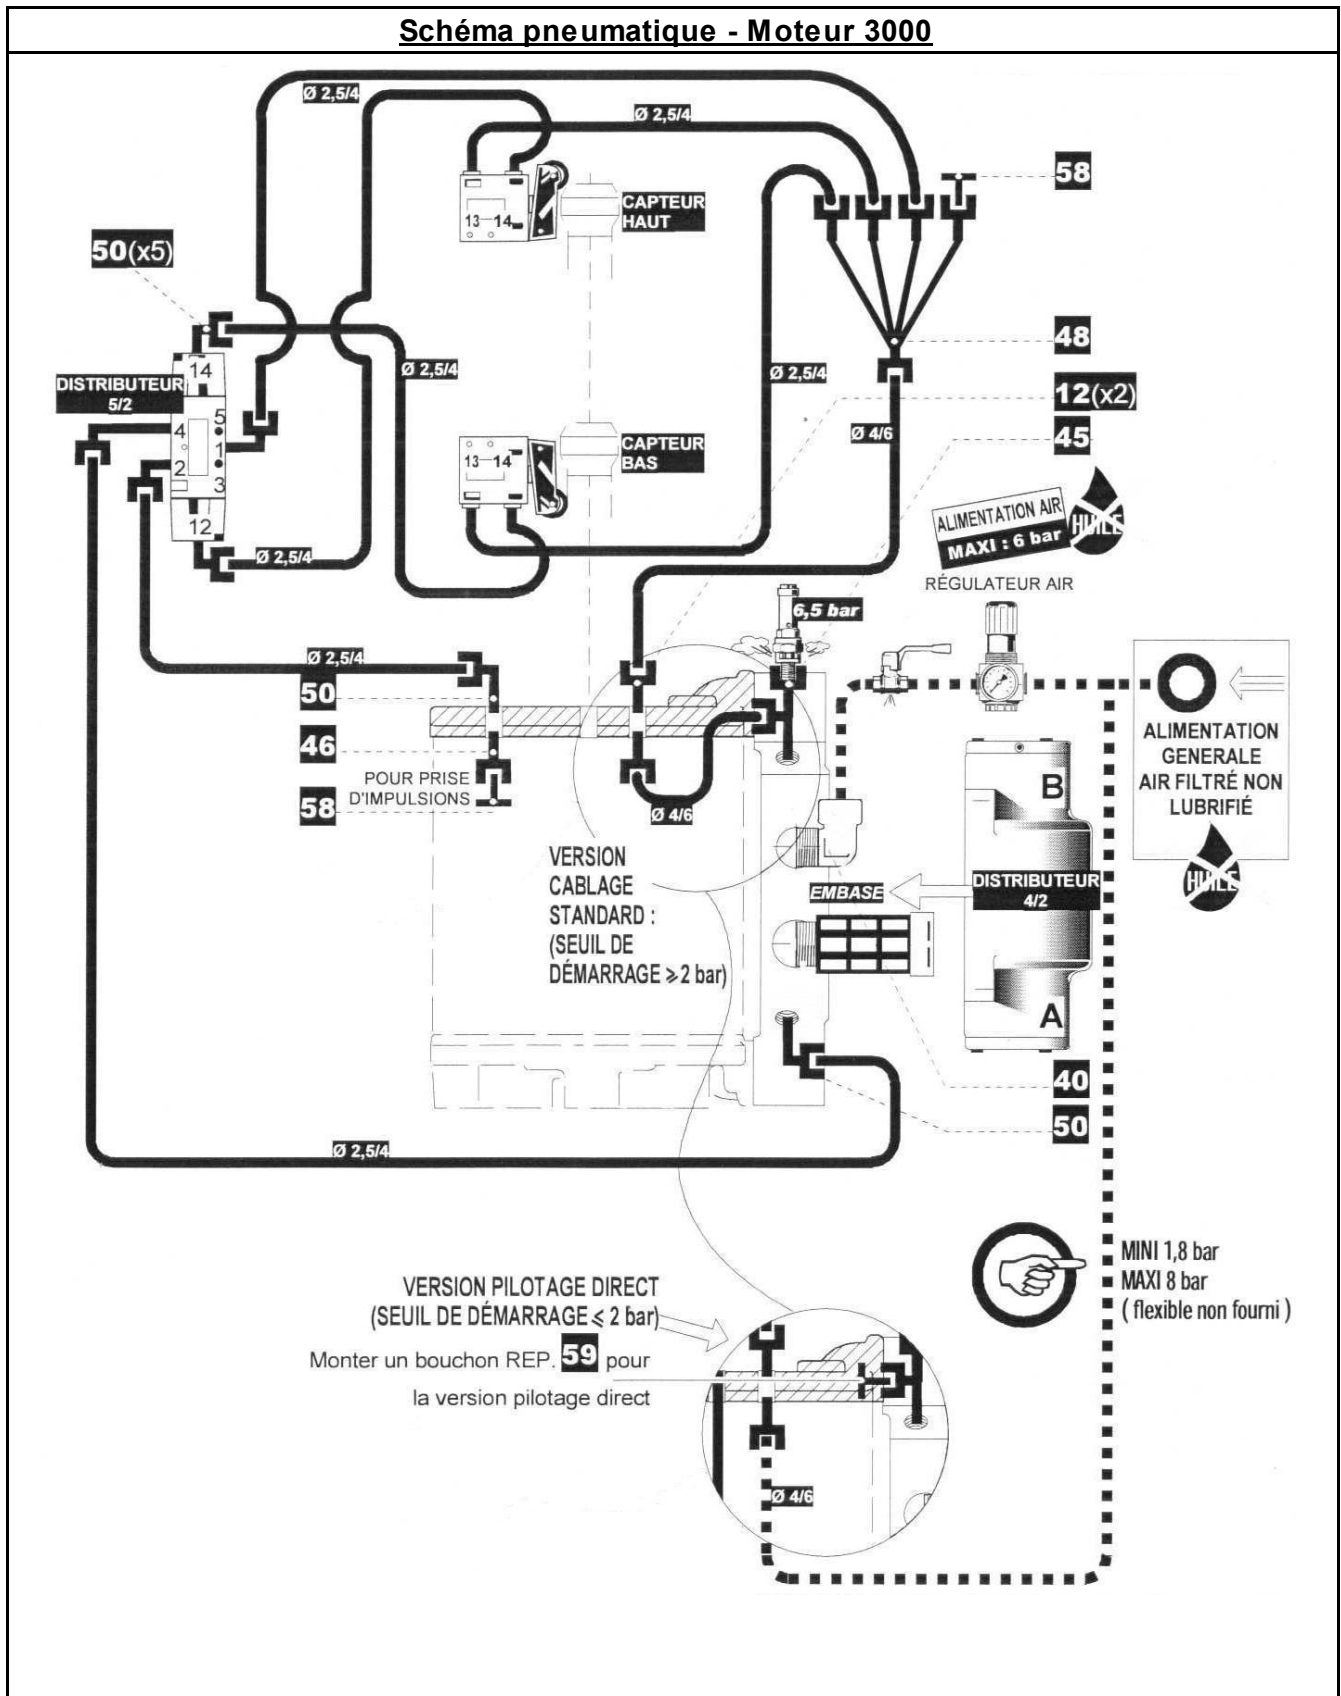 Schéma pneumatique - Moteur 3000
Ø 2,5/4
Ø 2,5/4
58
CAPTEUR
HAUT
13 14
50(x5)
48
14
Ø 2,5/4
Ø 2,5/4
DISTRIBUTEUR
5/2
12(x2)
5
4
1
Ø 4/6
45
CAPTEUR
BAS
13 14
2
3
12
ALIMENTATION AIR
MAXI : 6 bar
HUILE
Ø 2,5/4
RÉGULATEUR AIR
6,5 bar
Ø 2,5/4
50
46
POUR PRISE
D'IMPULSIONS
58
Ø 4/6
ALIMENTATION
GENERALE
AIR FILTRÉ NON
LUBRIFIÉ
HUILE
B
VERSION
CABLAGE
STANDARD :
(SEUIL DE
DÉMARRAGE ⩾ 2 bar)
EMBASE
DISTRIBUTEUR
4/2
A
40
50
Ø 2,5/4
MINI 1,8 bar
MAXI 8 bar
( flexible non fourni )
VERSION PILOTAGE DIRECT
(SEUIL DE DÉMARRAGE ⩽ 2 bar)
Monter un bouchon REP. 59 pour
la version pilotage direct
Ø 4/6